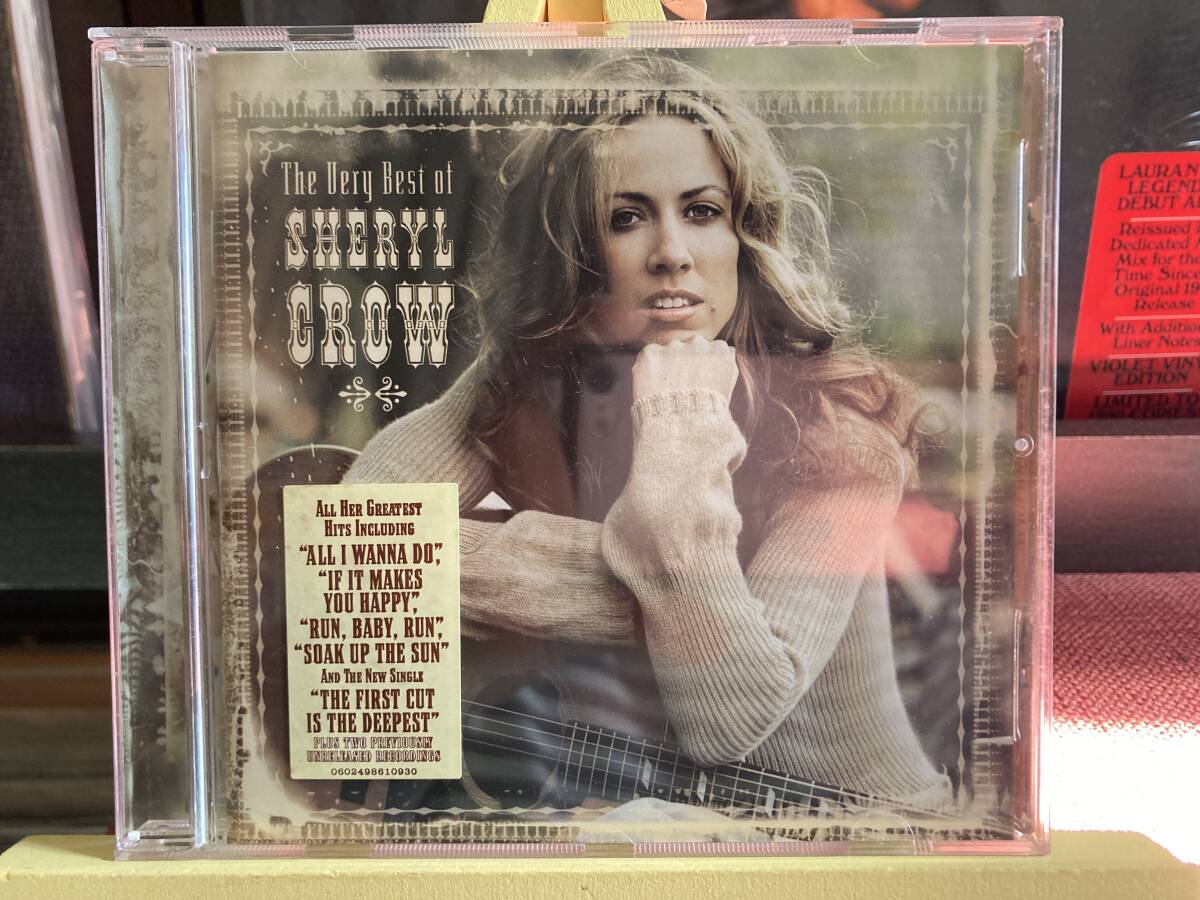 The Very Best of
SHERYL
CROW
ALL HER GREATEST
HITS INCLUDING
“ALL I WANNA DO”,
“IF IT MAKES
YOU HAPPY”,
“RUN, BABY, RUN”,
“SOAK UP THE SUN”
AND THE NEW SINGLE
“THE FIRST CUT
IS THE DEEPEST”
PLUS TWO PREVIOUSLY
UNRELEASED RECORDINGS
0602498610930
LAURA N
LEGEN
DEBUT A
Reissued
Dedicated
Mix for the
Time Since
Original 19
Release
With Additio
Liner Notes
VIOLET VIN
EDITION
LIMITED TO